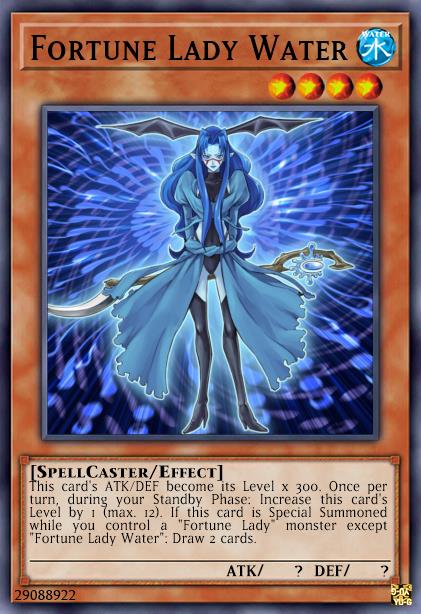 Fortune Lady Water
WATER
水
[SpellCaster/Effect]
This card's ATK/DEF become its Level x 300. Once per
turn, during your Standby Phase: Increase this card's
Level by 1 (max. 12). If this card is Special Summoned
while you control a "Fortune Lady" monster except
"Fortune Lady Water": Draw 2 cards.
ATK/ ? DEF/ ?
29088922